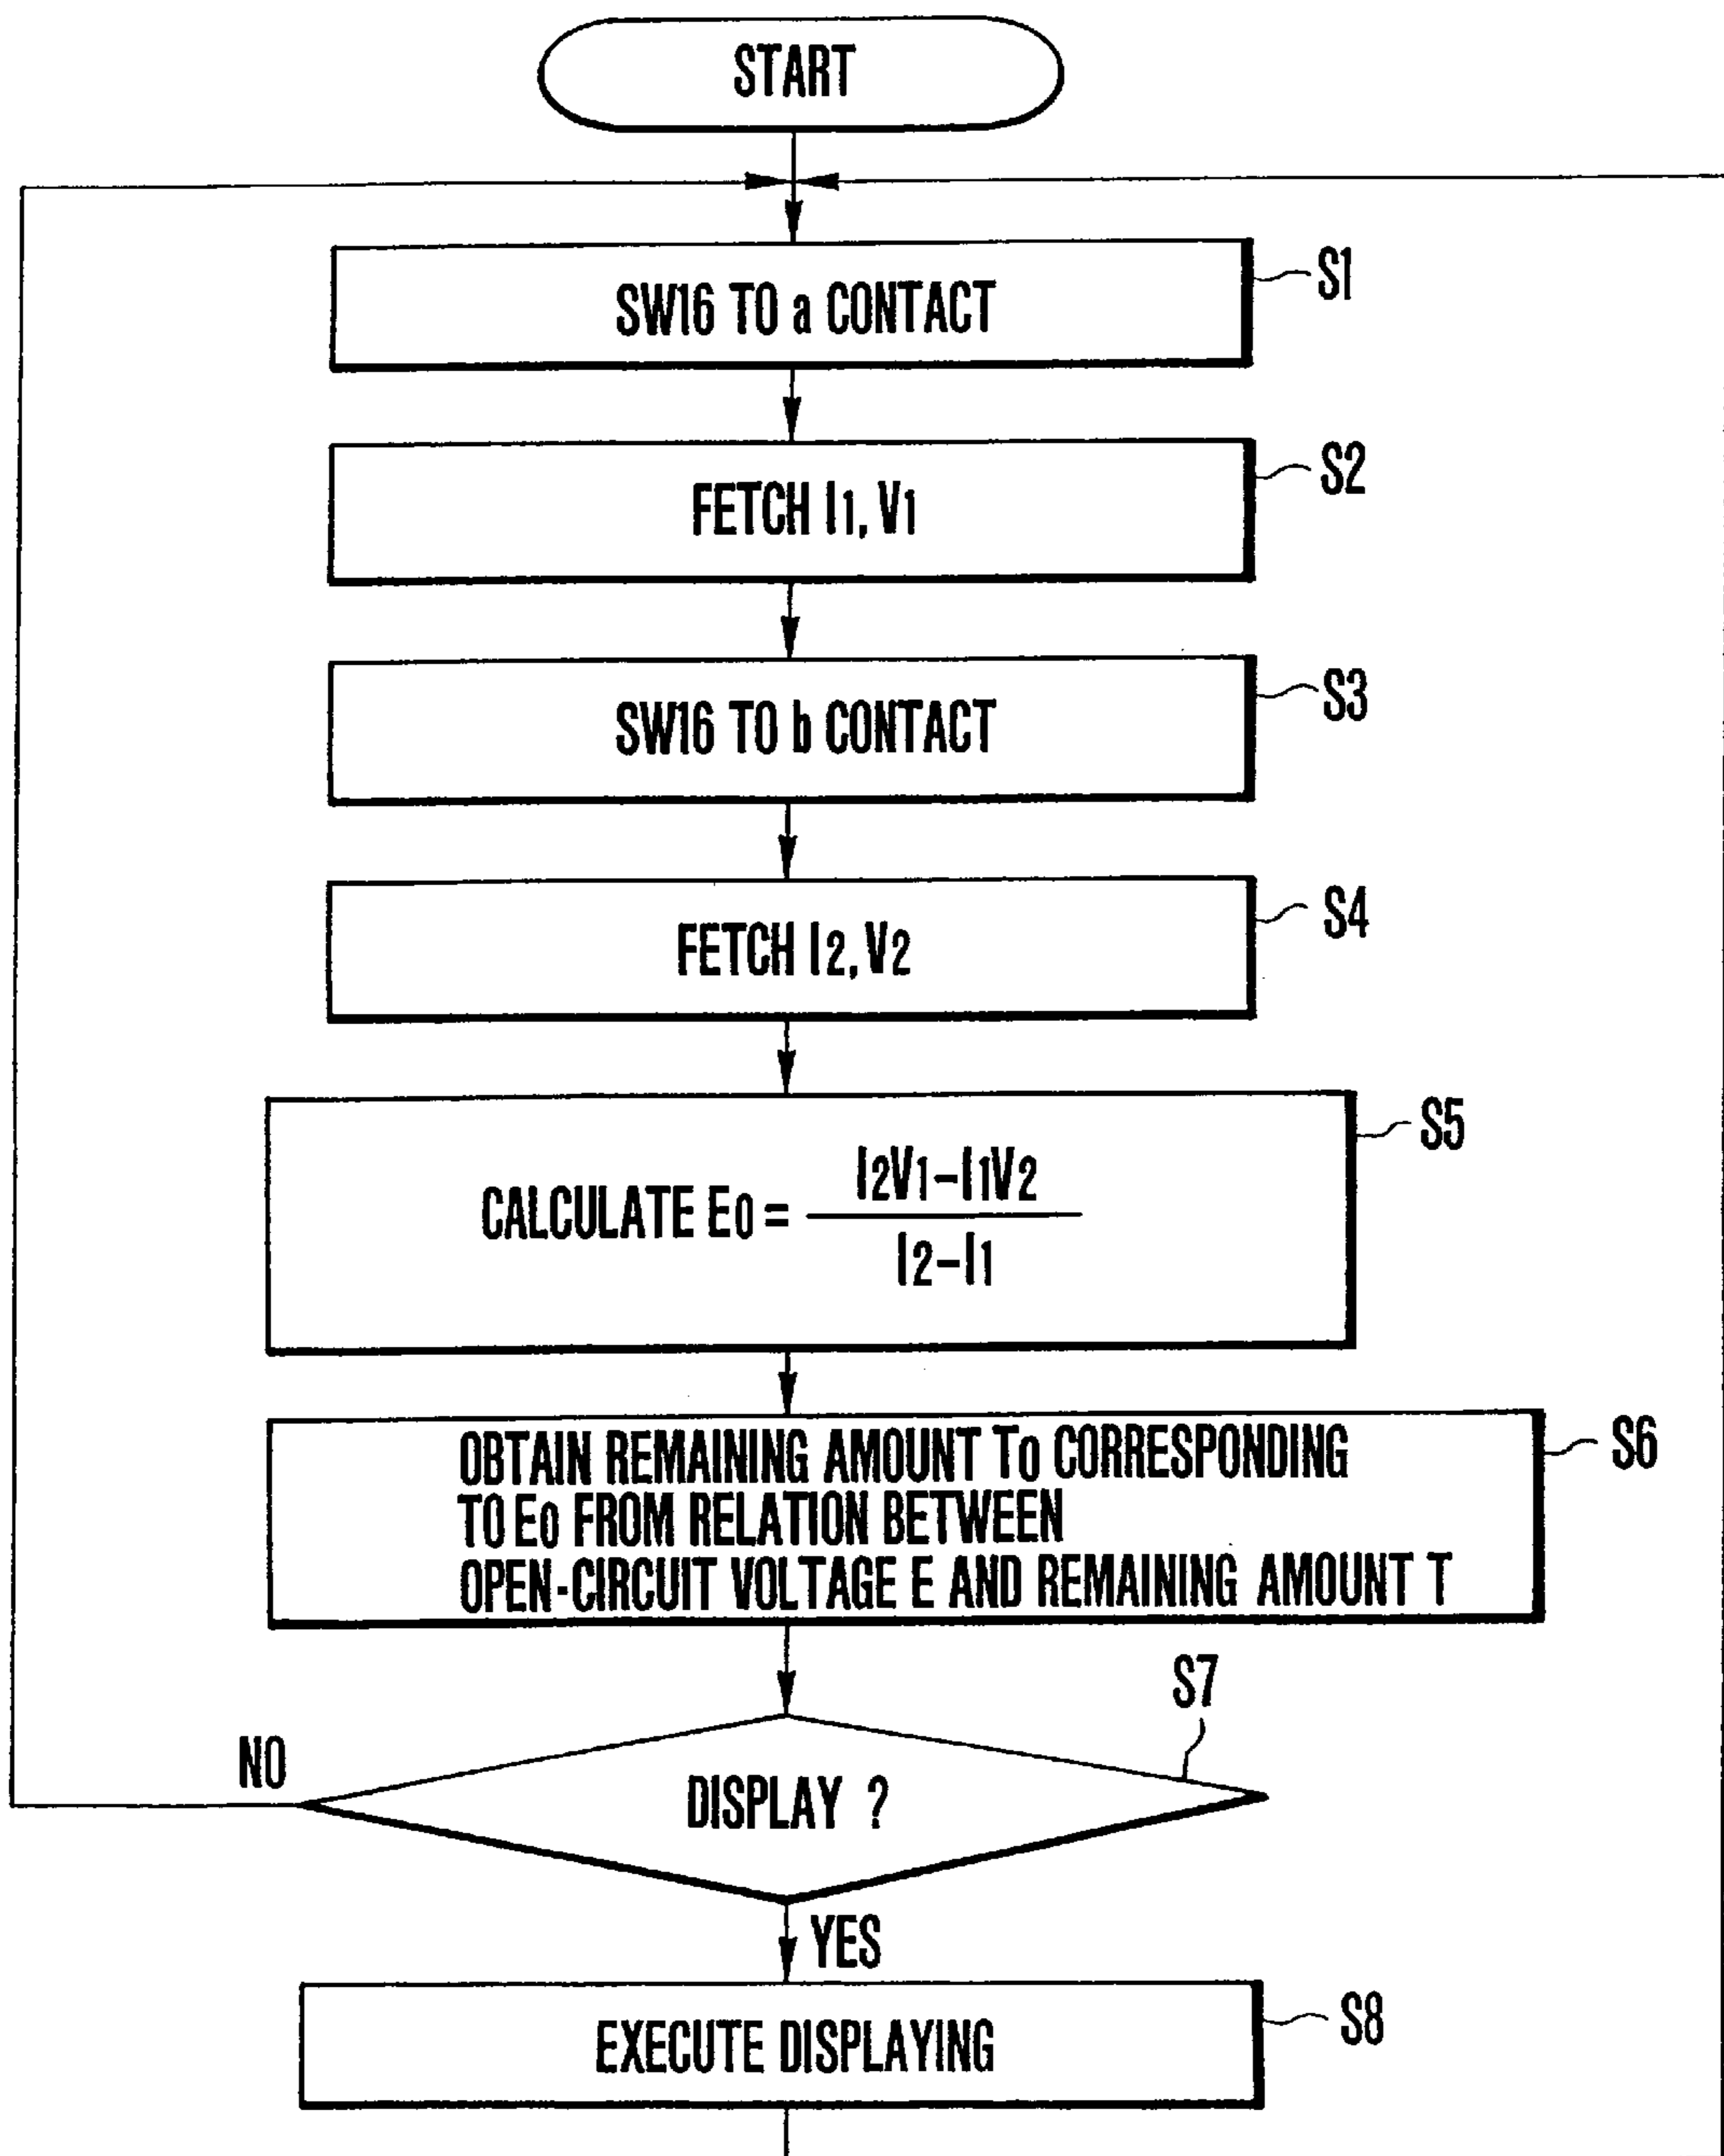 START
SW16 TO a CONTACT
S1
FETCH I1, V1
S2
SW16 TO b CONTACT
S3
FETCH I2, V2
S4
CALCULATE E0 = 
I2V1-I1V2
I2-I1
S5
OBTAIN REMAINING AMOUNT T0 CORRESPONDING
TO E0 FROM RELATION BETWEEN
OPEN-CIRCUIT VOLTAGE E AND REMAINING AMOUNT T
S6
S7
NO
DISPLAY ?
YES
EXECUTE DISPLAYING
S8